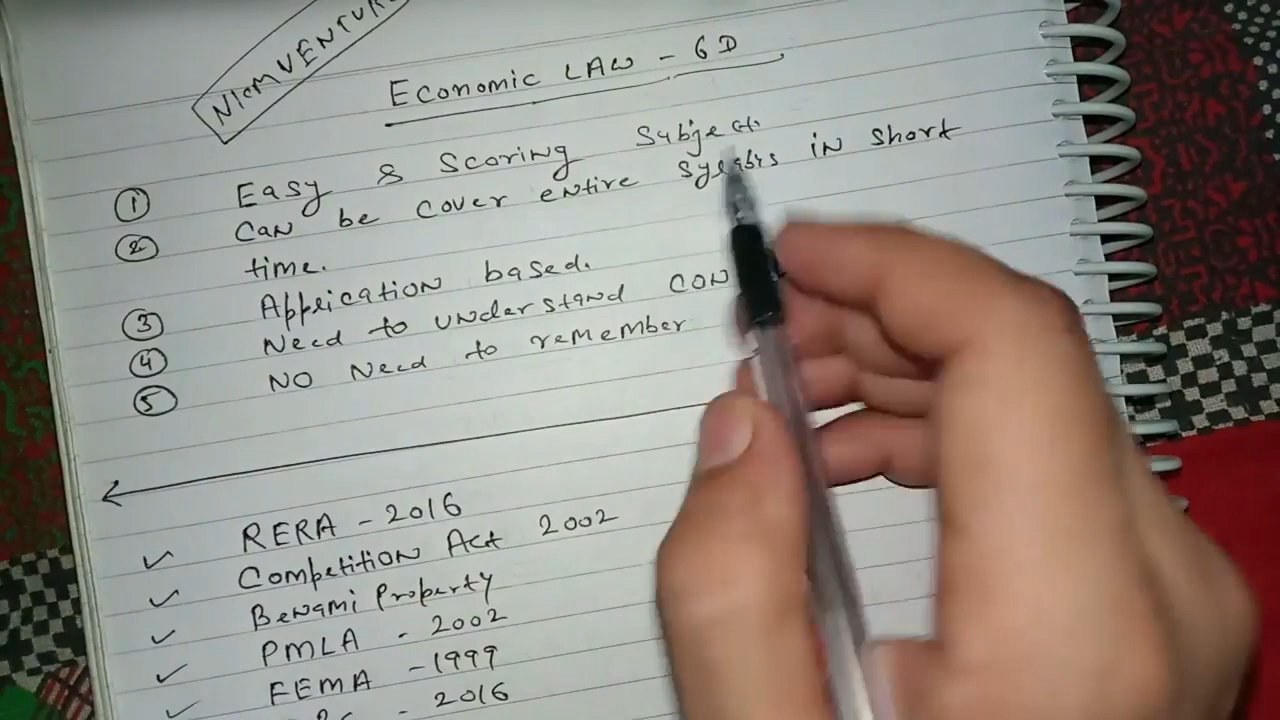 NICMVENTURE
Economic LAW - 6D
① Easy & Scoring Subject.
② Can be cover entire syllabus in short
time.
③ Application based.
④ Need to understand CON
⑤ NO Need to remember
✓ RERA - 2016
✓ Competition Act 2002
✓ Benami Property
✓ PMLA - 2002
✓ FEMA - 1999
- 2016